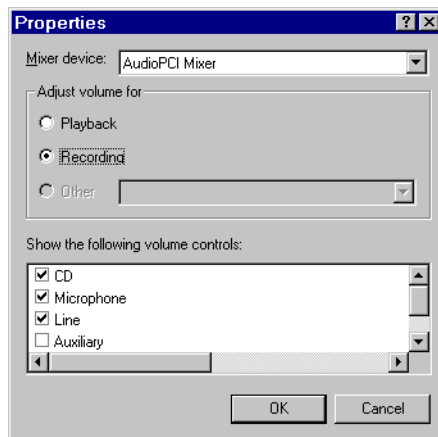 Properties
Mixer device: AudioPCI Mixer
Adjust volume for
Playback
Recording
Other
Show the following volume controls:
CD
Microphone
Line
Auxiliary
OK Cancel